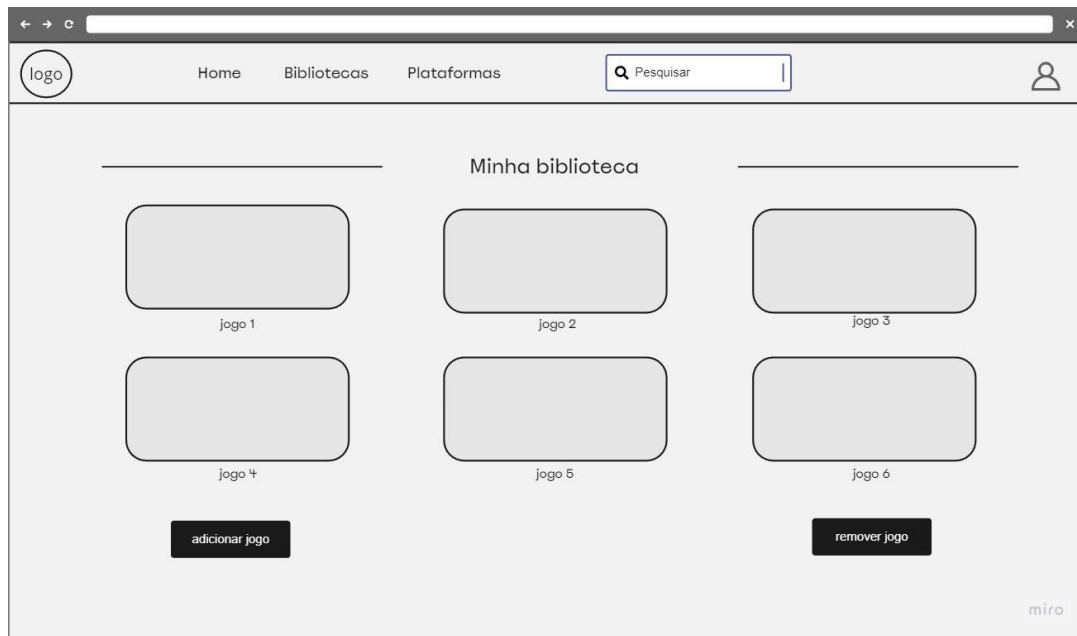 logo
Home Bibliotecas Plataformas Pesquisar
Minha biblioteca
jogo 1 jogo 2 jogo 3
jogo 4 jogo 5 jogo 6
adicionar jogo remover jogo
miro